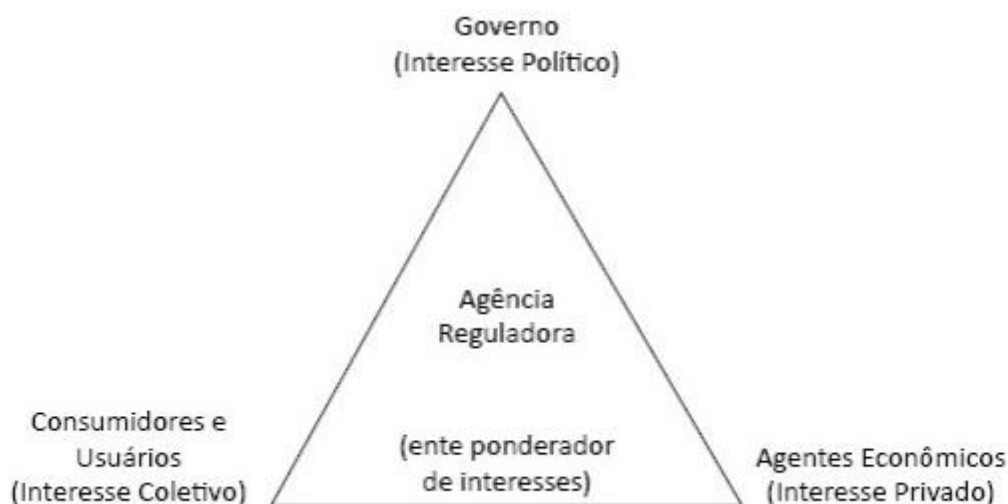 Governo
(Interesse Político)
Agência
Reguladora
Consumidores e
Usuários
(Interesse Coletivo)
(ente ponderador
de interesses)
Agentes Econômicos
(Interesse Privado)